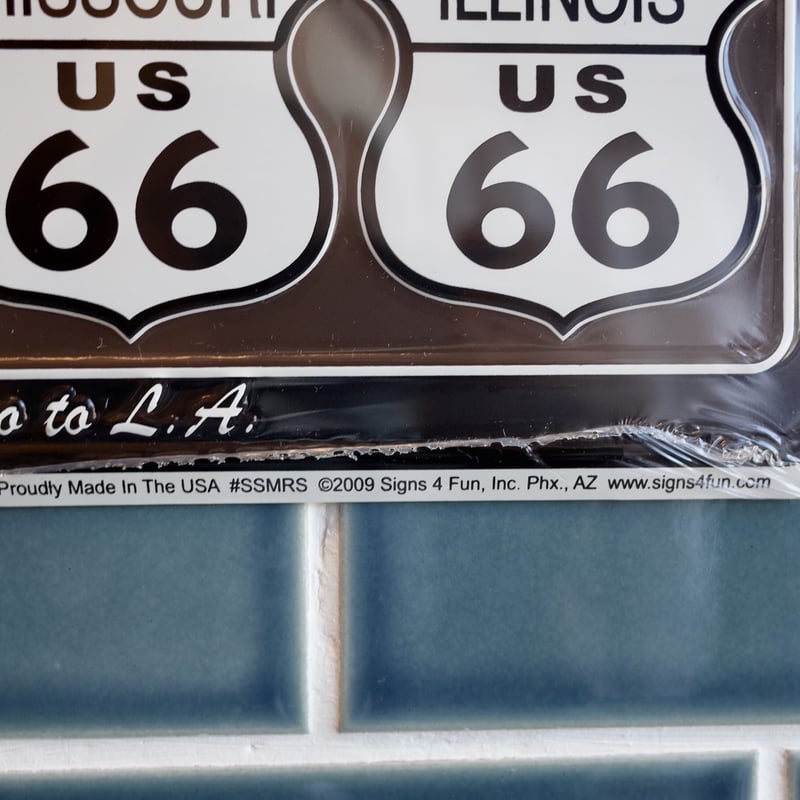 MISSOURI
US
66
ILLINOIS
US
66
to L.A.
Proudly Made In The USA #SSMRS ©2009 Signs 4 Fun, Inc. Phx., AZ www.signs4fun.com